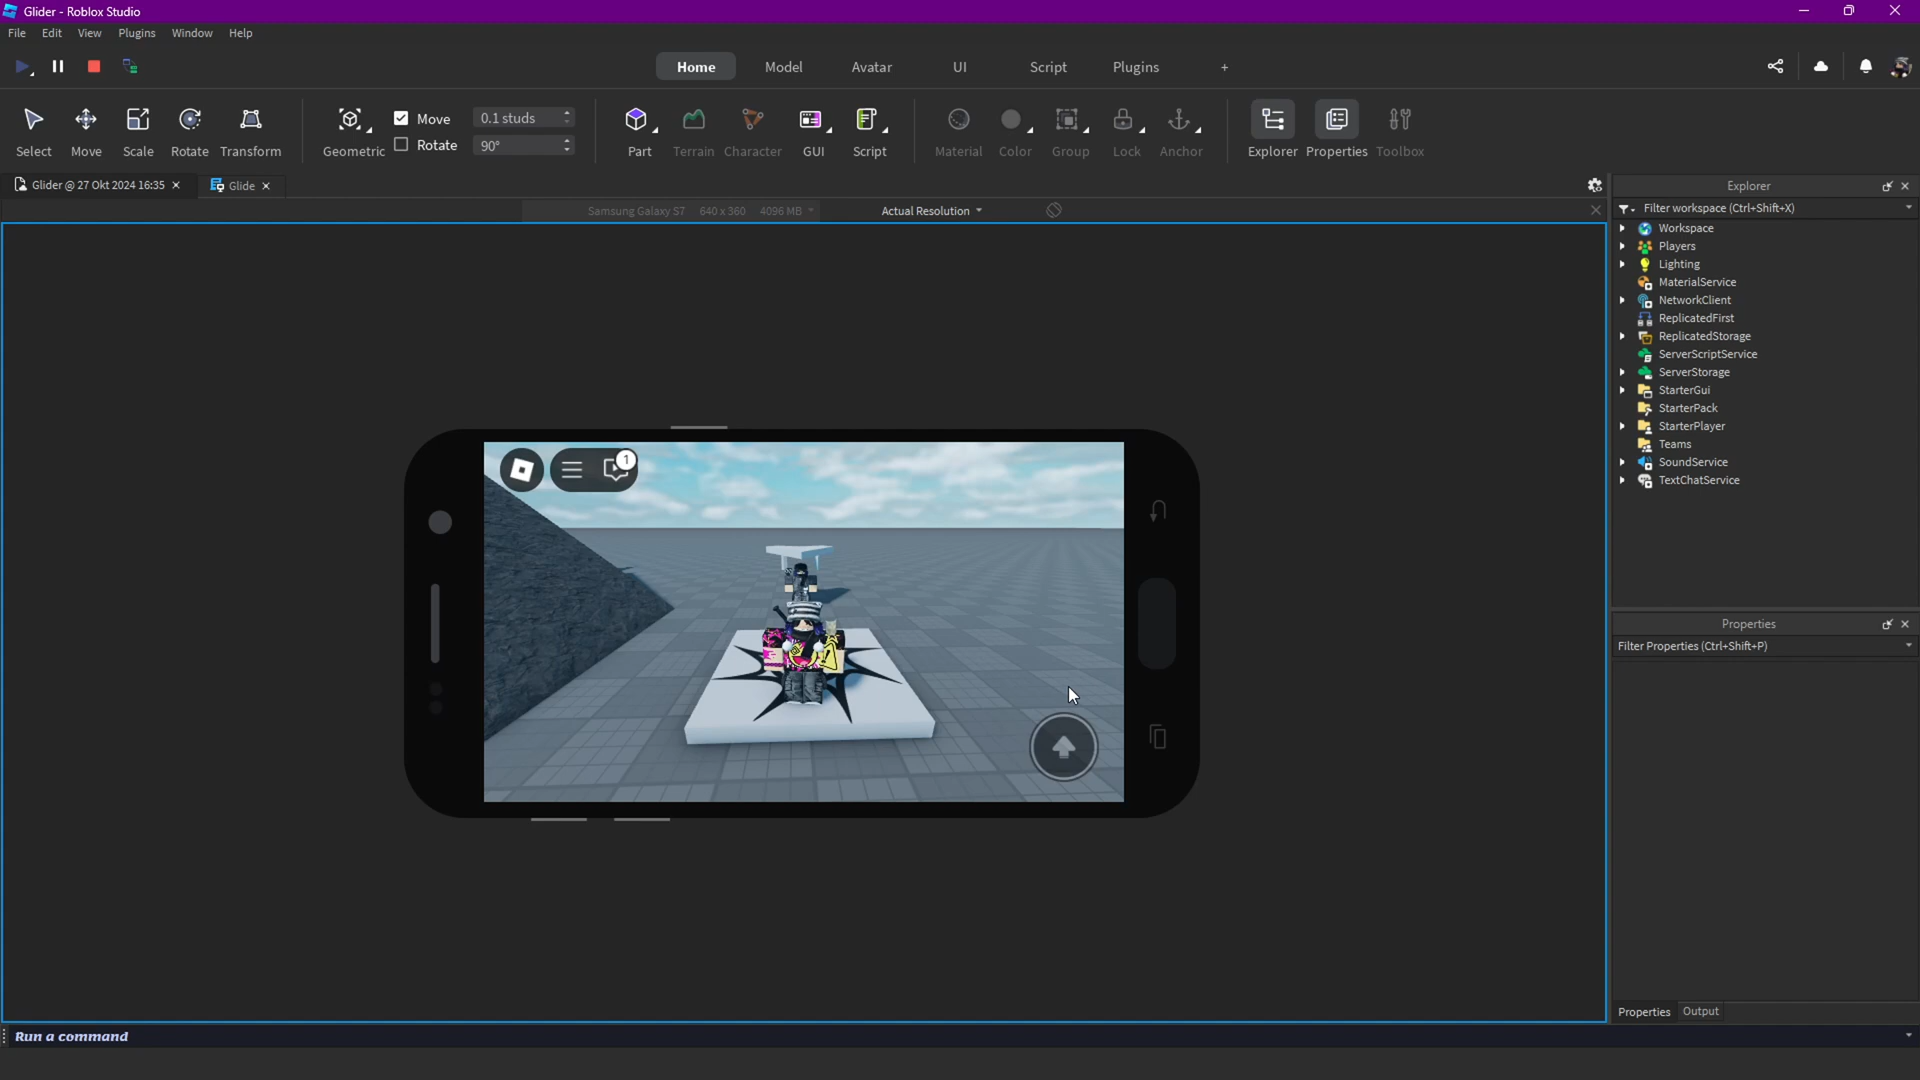 Glider - Roblox Studio
File Edit View Plugins Window Help
Home Model Avatar UI Script Plugins +
Select Move Scale Rotate Transform
Geometric
Move 0.1 studs
Rotate 90°
Part Terrain Character GUI Script
Material Color Group Lock Anchor
Explorer Properties Toolbox
Glider @ 27 Okt 2024 16:35
Glide
Samsung Galaxy S7 640 x 360 4096 MB
Actual Resolution
1
Explorer
Filter workspace (Ctrl+Shift+X)
Workspace
Players
Lighting
MaterialService
NetworkClient
ReplicatedFirst
ReplicatedStorage
ServerScriptService
ServerStorage
StarterGui
StarterPack
StarterPlayer
Teams
SoundService
TextChatService
Properties
Filter Properties (Ctrl+Shift+P)
Properties Output
Run a command